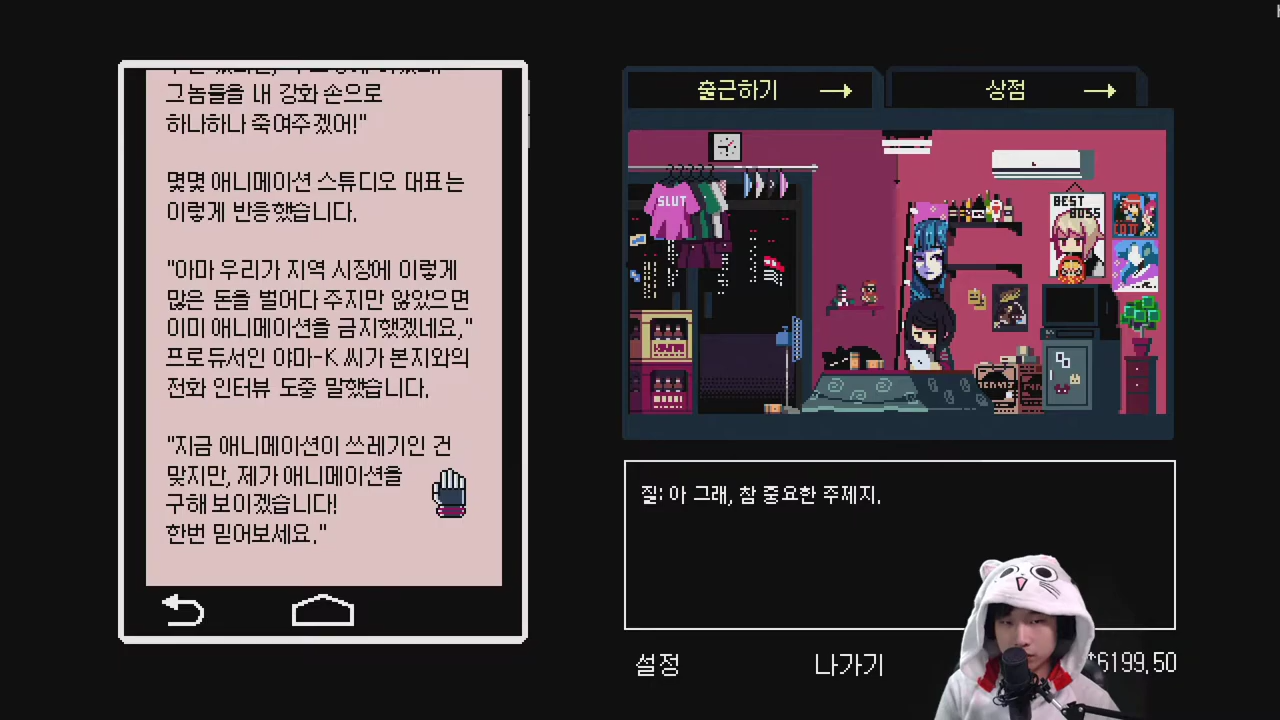 그놈들을 내 강화 손으로
하나하나 죽여주겠어!"
몇몇 애니메이션 스튜디오 대표는
이렇게 반응했습니다.
"아마 우리가 지역 시장에 이렇게
많은 돈을 벌어다 주지만 않았으면
이미 애니메이션을 금지했겠네요,"
프로듀서인 야마-K 씨가 본지와의
전화 인터뷰 도중 말했습니다.
"지금 애니메이션이 쓰레기인 건
맞지만, 제가 애니메이션을
구해 보이겠습니다!
한번 믿어보세요."
출근하기
상점
SLUT
BEST
BOSS
질: 아 그래, 참 중요한 주제지.
설정
나가기
6199.50